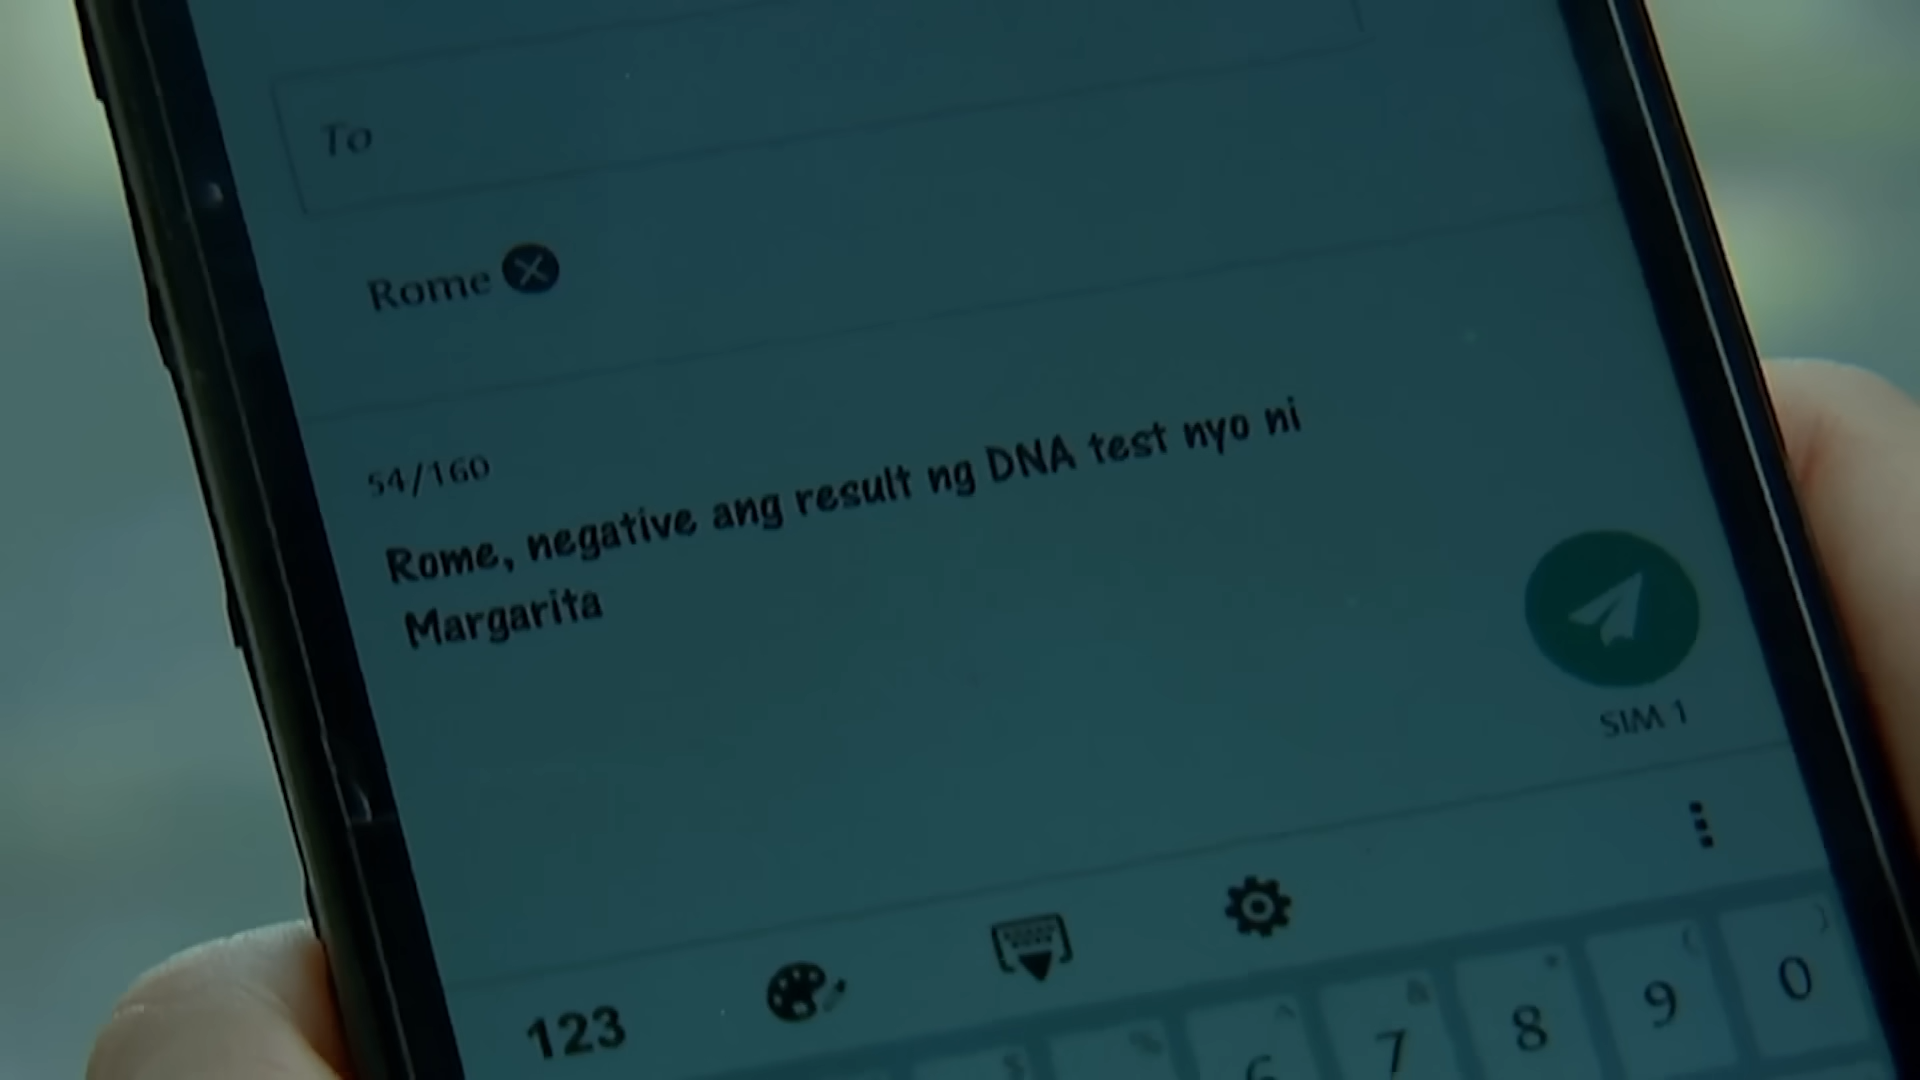 To
Rome
54/160
Rome, negative ang result ng DNA test nyo ni
Margarita
SIM 1
123
6 7 8 9 0